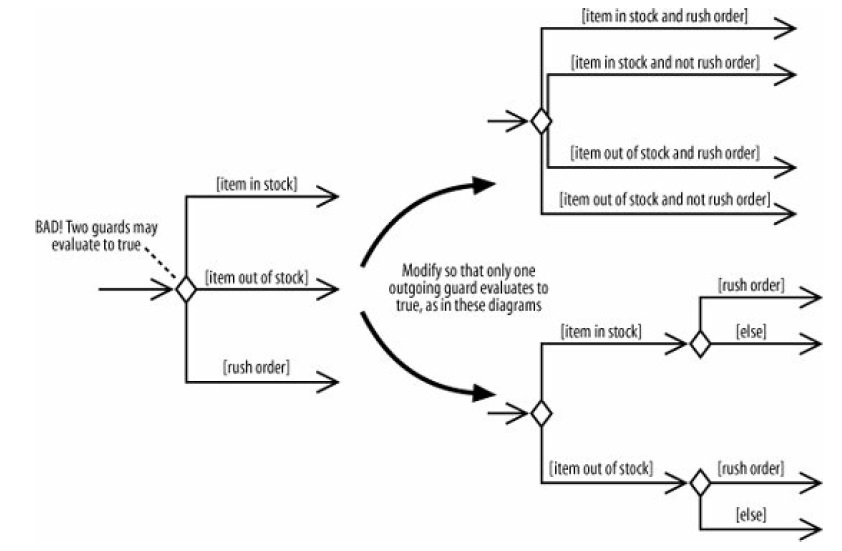 [item in stock and rush order]
[item in stock and not rush order]
[item out of stock and rush order]
[item out of stock and not rush order]
[item in stock]
BAD! Two guards may
evaluate to true
[item out of stock]
[rush order]
Modify so that only one
outgoing guard evaluates to
true, as in these diagrams
[rush order]
[item in stock]
[else]
[item out of stock]
[rush order]
[else]